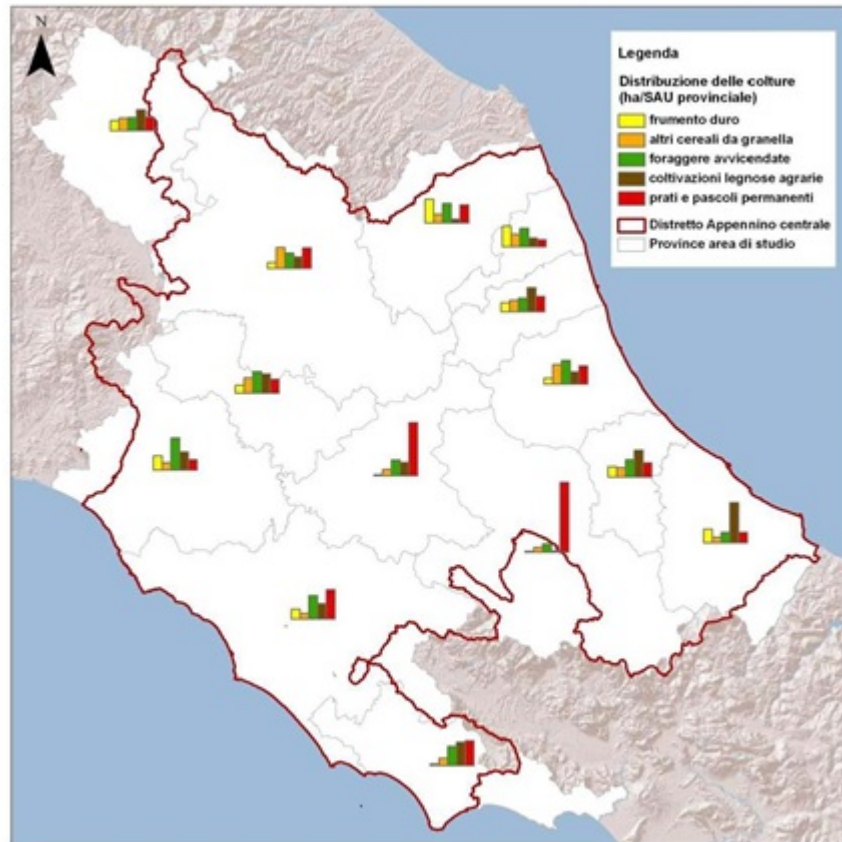 N
Legenda
Distribuzione delle colture
(ha/SAU provinciale)
frumento duro
altri cereali da granella
foraggere avvicendate
coltivazioni legnose agrarie
prati e pascoli permanenti
Distretto Appennino centrale
Province area di studio